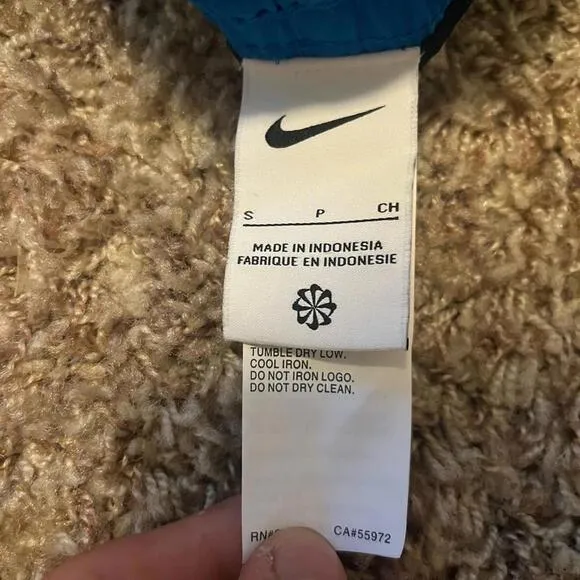 S P CH
MADE IN INDONESIA
FABRIQUE EN INDONESIE
TUMBLE DRY LOW.
COOL IRON.
DO NOT IRON LOGO.
DO NOT DRY CLEAN.
RN# CA#55972